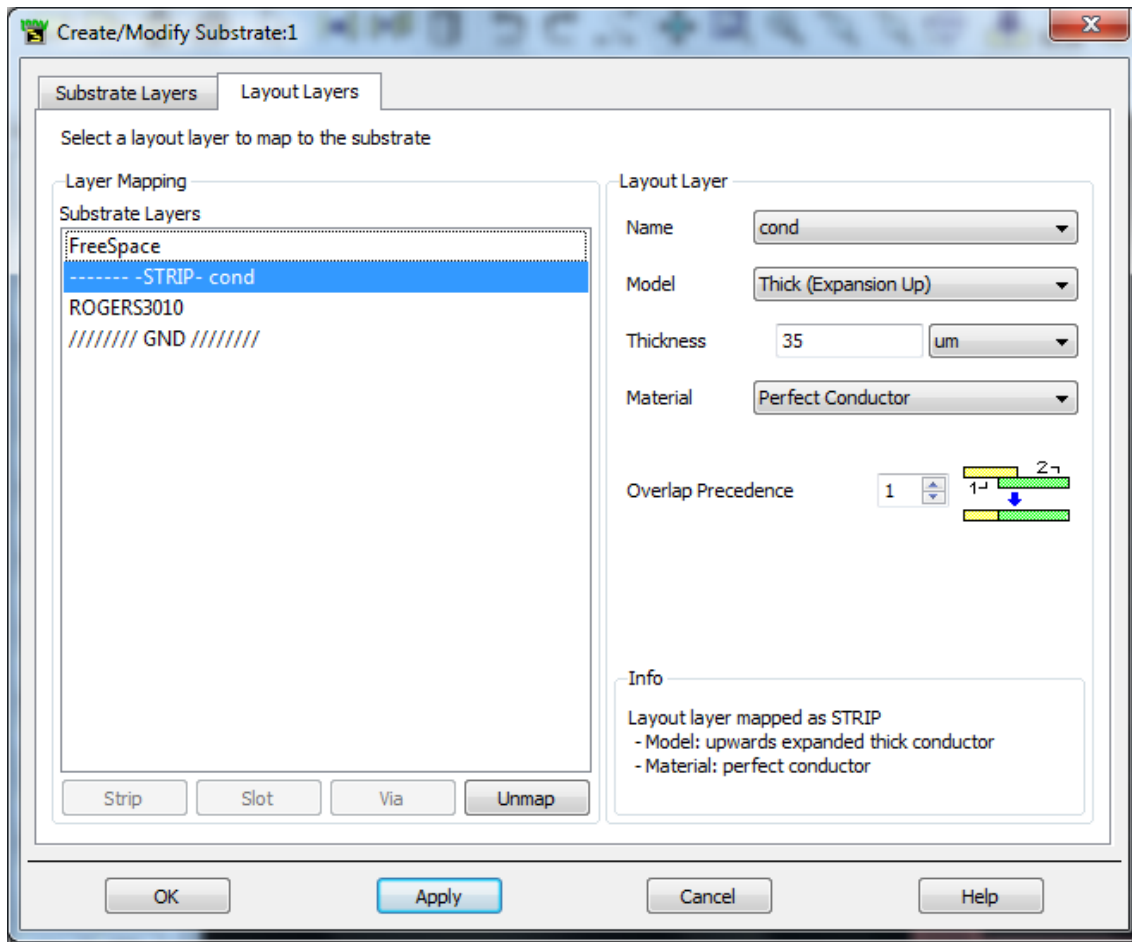 Create/Modify Substrate:1
Substrate Layers
Layout Layers
Select a layout layer to map to the substrate
Layer Mapping
Substrate Layers
FreeSpace
------- -STRIP- cond
ROGERS3010
//////// GND ////////
Strip
Slot
Via
Unmap
Layout Layer
Name
cond
Model
Thick (Expansion Up)
Thickness
35
um
Material
Perfect Conductor
Overlap Precedence
1
1
2
Info
Layout layer mapped as STRIP
- Model: upwards expanded thick conductor
- Material: perfect conductor
OK
Apply
Cancel
Help